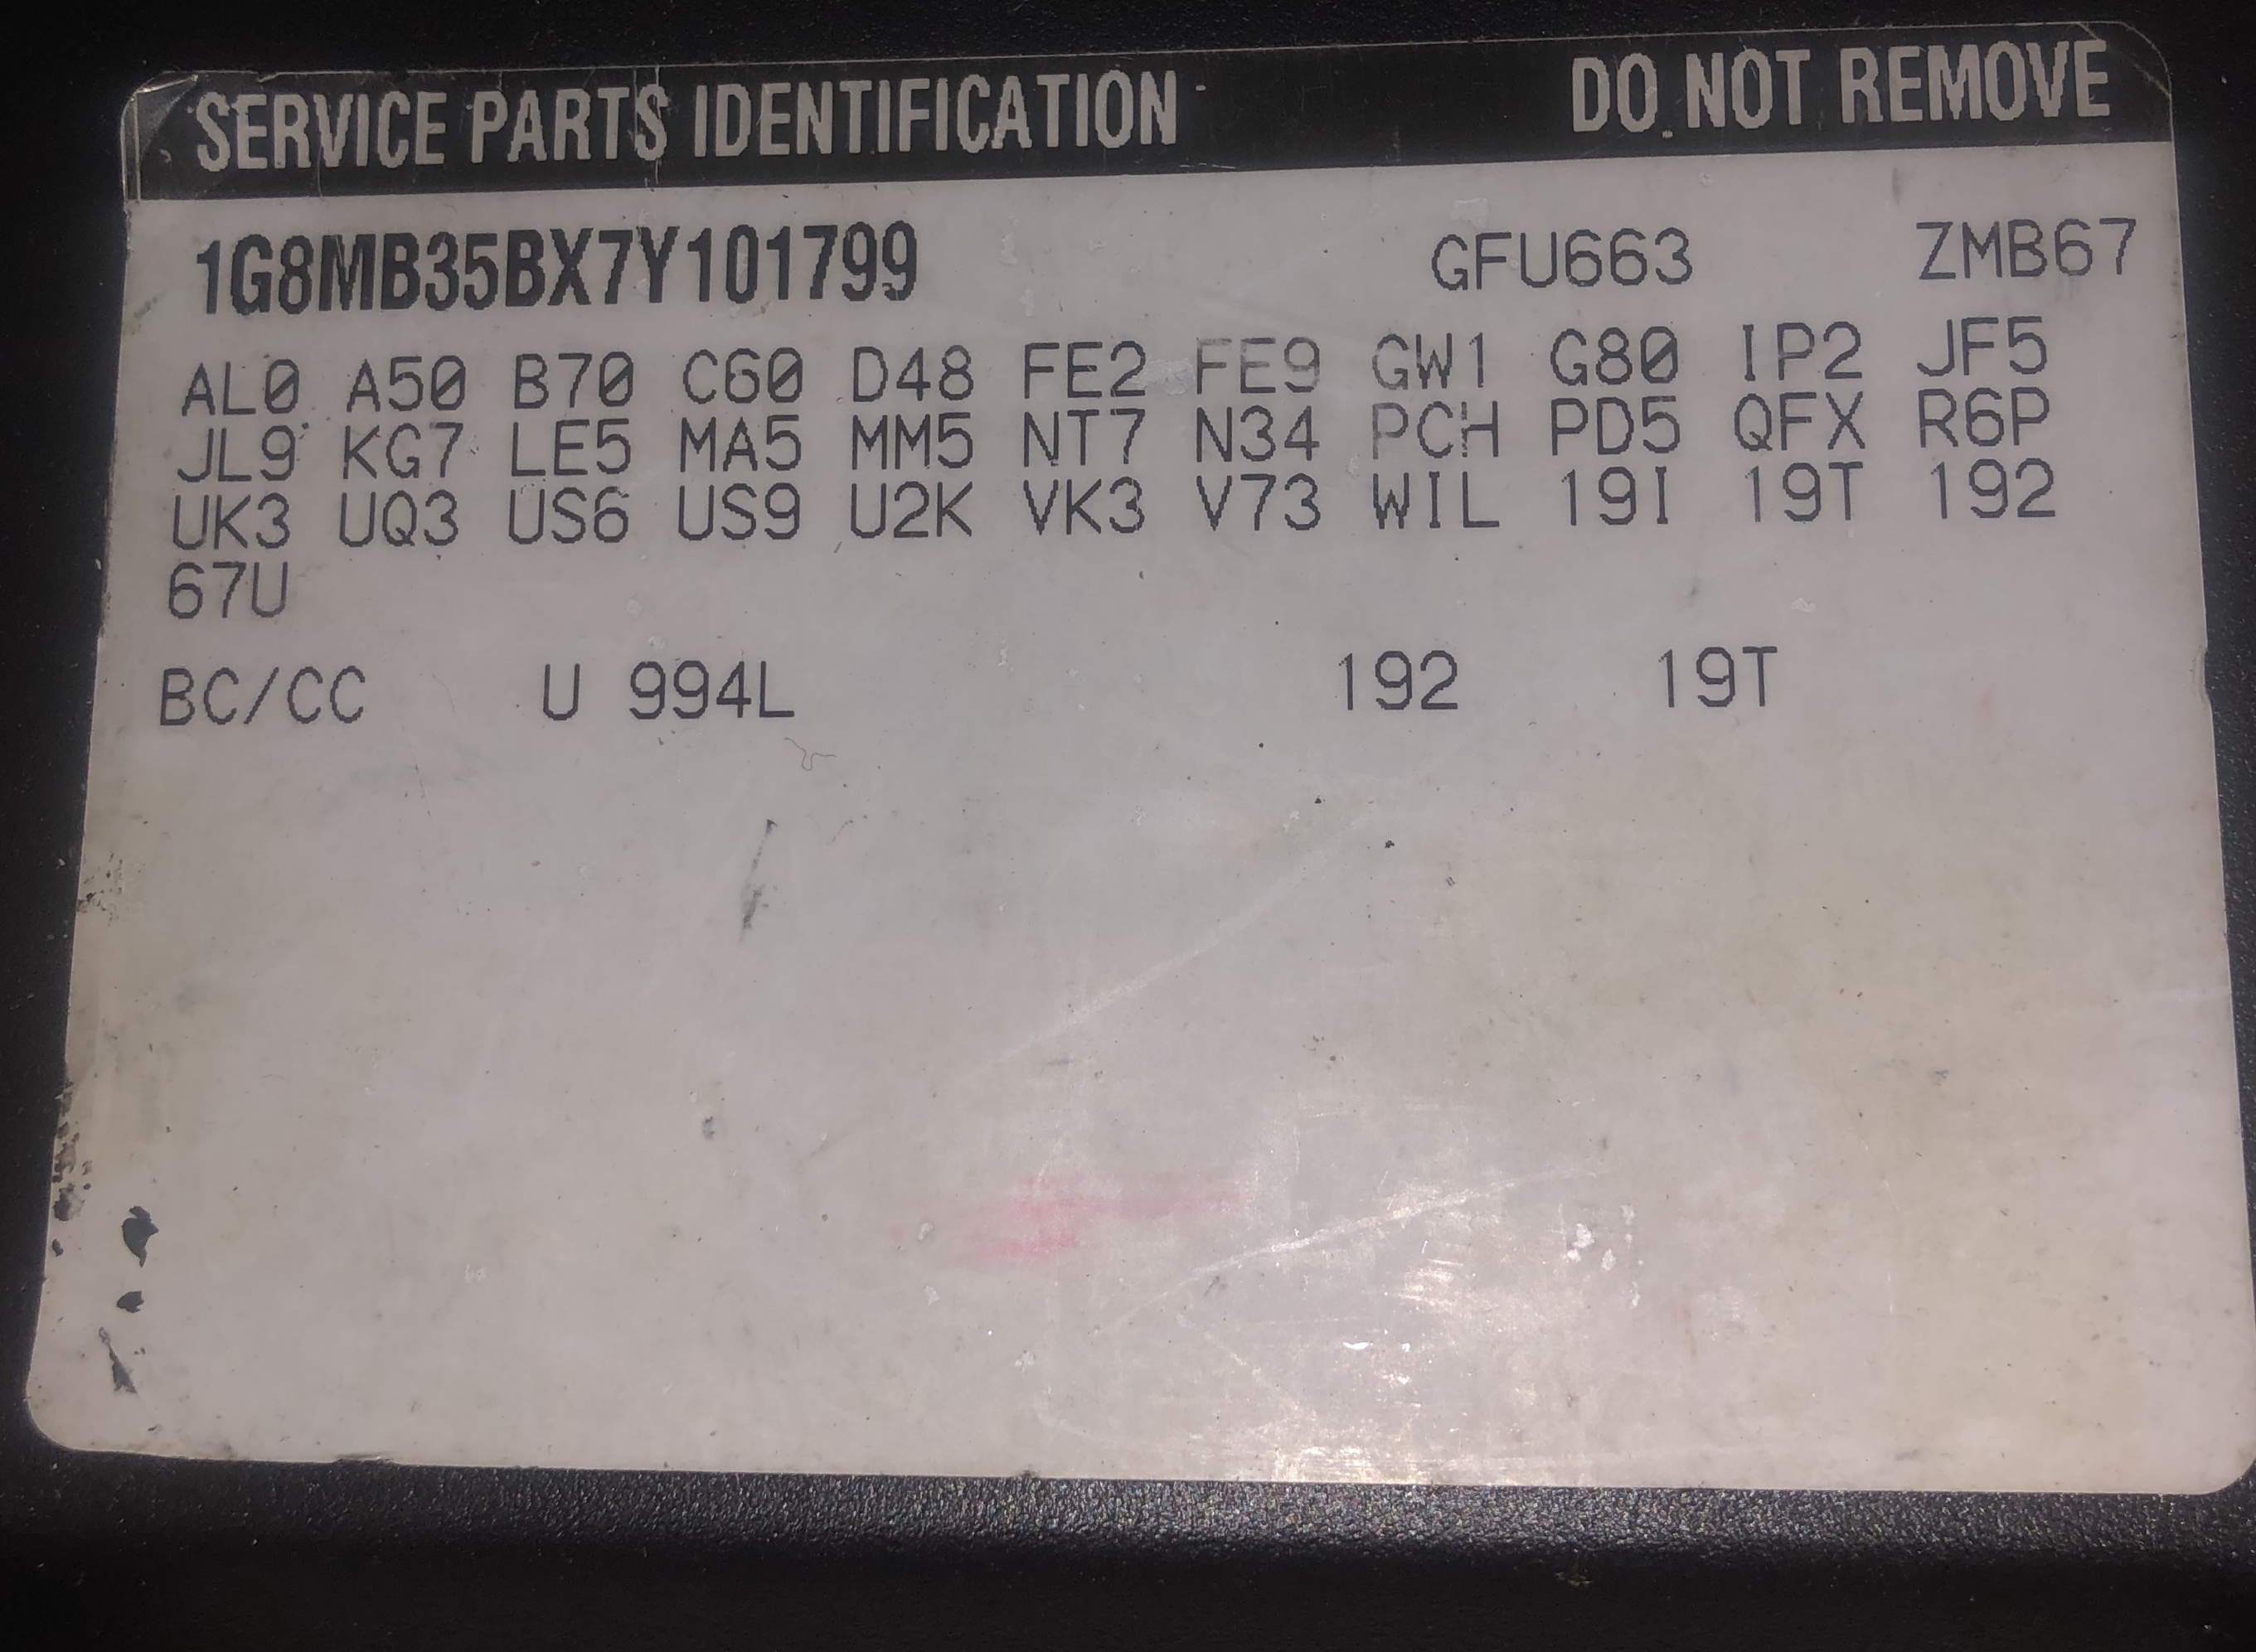 SERVICE PARTS IDENTIFICATION DO NOT REMOVE
1G8MB35BX7Y101799 GFU663 ZMB67
AL0 A50 B70 C60 D48 FE2 FE9 GW1 G80 IP2 JF5
JL9 KG7 LE5 MA5 MM5 NT7 N34 PCH PD5 QFX R6P
UK3 UQ3 US6 US9 U2K VK3 V73 WIL 19I 19T 192
67U
BC/CC U 994L 192 19T